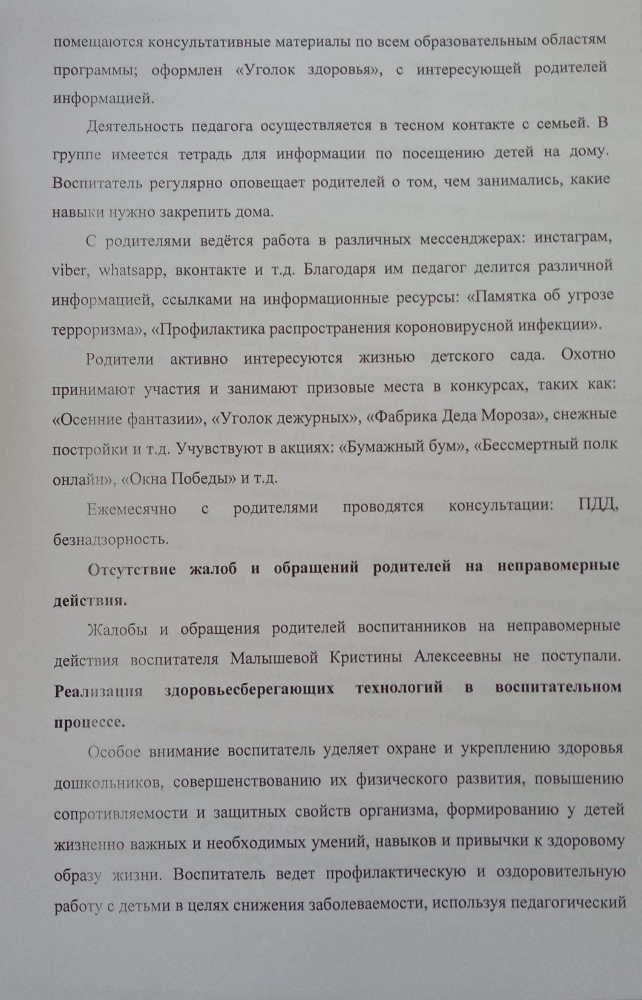 помещаются консультативные материалы по всем образовательным областям
программы; оформлен «Уголок здоровья», с интересующей родителей
информацией.
Деятельность педагога осуществляется в тесном контакте с семьей. В
группе имеется тетрадь для информации по посещению детей на дому.
Воспитатель регулярно оповещает родителей о том, чем занимались, какие
навыки нужно закрепить дома.
С родителями ведётся работа в различных мессенджерах: инстаграм,
viber, whatsapp, вконтакте и т.д. Благодаря им педагог делится различной
информацией, ссылками на информационные ресурсы: «Памятка об угрозе
терроризма», «Профилактика распространения короновирусной инфекции».
Родители активно интересуются жизнью детского сада. Охотно
принимают участия и занимают призовые места в конкурсах, таких как:
«Осенние фантазии», «Уголок дежурных», «Фабрика Деда Мороза», снежные
постройки и т.д. Учувствуют в акциях: «Бумажный бум», «Бессмертный полк
онлайн», «Окна Победы» и т.д.
Ежемесячно с родителями проводятся консультации: ПДД,
безнадзорность.
Отсутствие жалоб и обращений родителей на неправомерные
действия.
Жалобы и обращения родителей воспитанников на неправомерные
действия воспитателя Малышевой Кристины Алексеевны не поступали.
Реализация здоровьесберегающих технологий в воспитательном
процессе.
Особое внимание воспитатель уделяет охране и укреплению здоровья
дошкольников, совершенствованию их физического развития, повышению
сопротивляемости и защитных свойств организма, формированию у детей
жизненно важных и необходимых умений, навыков и привычки к здоровому
образу жизни. Воспитатель ведет профилактическую и оздоровительную
работу с детьми в целях снижения заболеваемости, используя педагогический